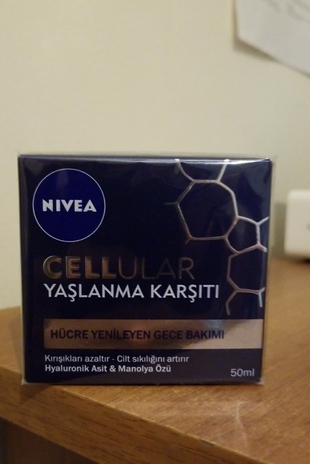 NIVEA
CELLULAR
YAŞLANMA KARŞITI
HÜCRE YENİLEYEN GECE BAKIMI
Kırışıkları azaltır - Cilt sıkılığını artırır
Hyaluronik Asit & Manolya Özü
50ml